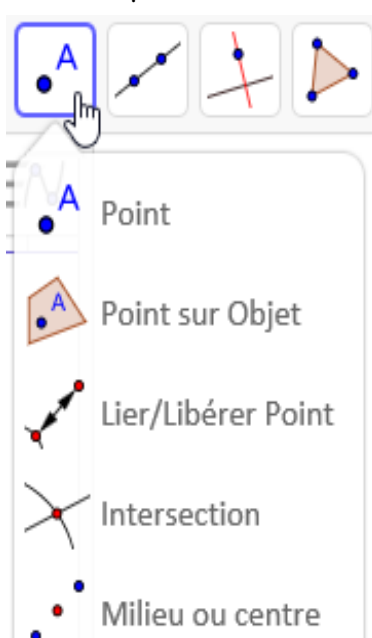 A
A
Point
A
Point sur Objet
Lier/Libérer Point
Intersection
Milieu ou centre